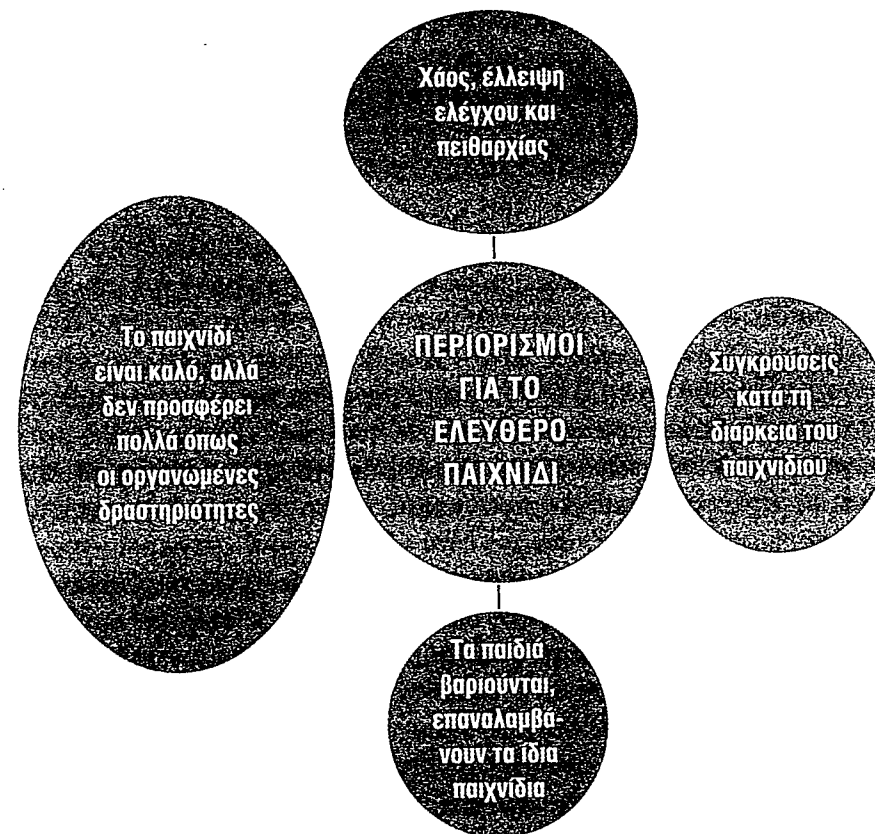 Χάος, έλλειψη
ελέγχου και
πειθαρχίας
Το παιχνίδι
είναι καλό, αλλά
δεν προσφέρει
πολλά όπως
οι οργανωμένες
δραστηριότητες
ΠΕΡΙΟΡΙΣΜΟΙ
ΓΙΑ ΤΟ
ΕΛΕΥΘΕΡΟ
ΠΑΙΧΝΙΔΙ
Συγκρούσεις
κατά τη
διάρκεια του
παιχνιδιού
Τα παιδιά
βαριούνται,
επαναλαμβά-
νουν τα ίδια
παιχνίδια